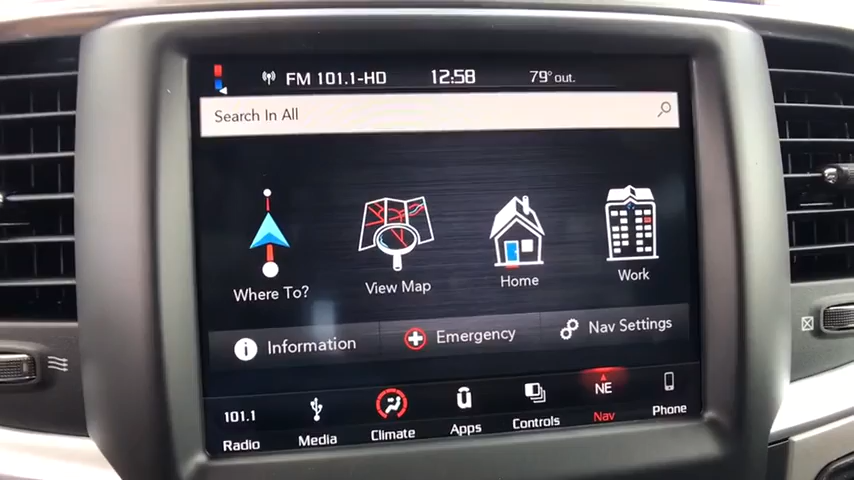 FM 101.1-HD 12:58 79° out.
Search In All
Where To? View Map Home Work
Information Emergency Nav Settings
101.1 NE
Radio Media Climate Apps Controls Nav Phone